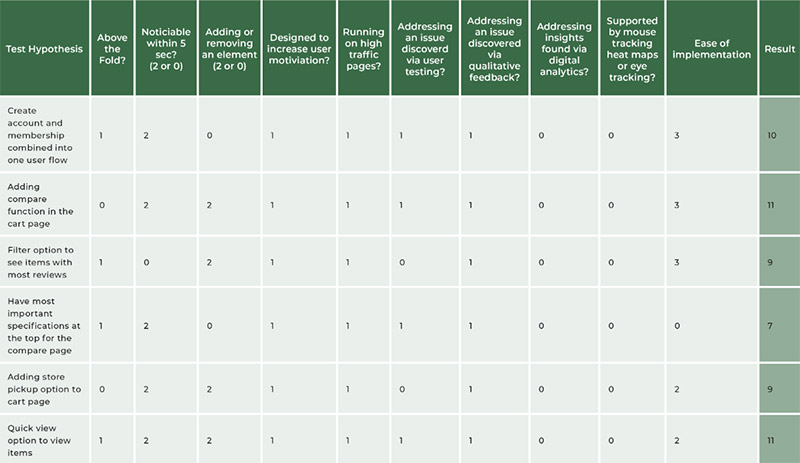 Test Hypothesis
Above
the
Fold?
Noticiable
within 5
sec?
(2 or 0)
Adding or
removing
an element
(2 or 0)
Designed to
increase user
motiviation?
Running
on high
traffic
pages?
Addressing
an issue
discoverd
via user
testing?
Addressing
an issue
discovered
via
qualitative
feedback?
Addressing
insights
found via
digital
analytics?
Supported
by mouse
tracking
heat maps
or eye
tracking?
Ease of
implementation
Result
Create
account and
membership
combined into
one user flow
1 2 0 1 1 1 1 0 0 3 10
Adding
compare
function in the
cart page
0 2 2 1 1 1 1 0 0 3 11
Filter option to
see items with
most reviews
1 0 2 1 1 0 1 0 0 3 9
Have most
important
specifications at
the top for the
compare page
1 2 0 1 1 1 1 0 0 0 7
Adding store
pickup option to
cart page
0 2 2 1 1 0 1 0 0 2 9
Quick view
option to view
items
1 2 2 1 1 1 1 0 0 2 11